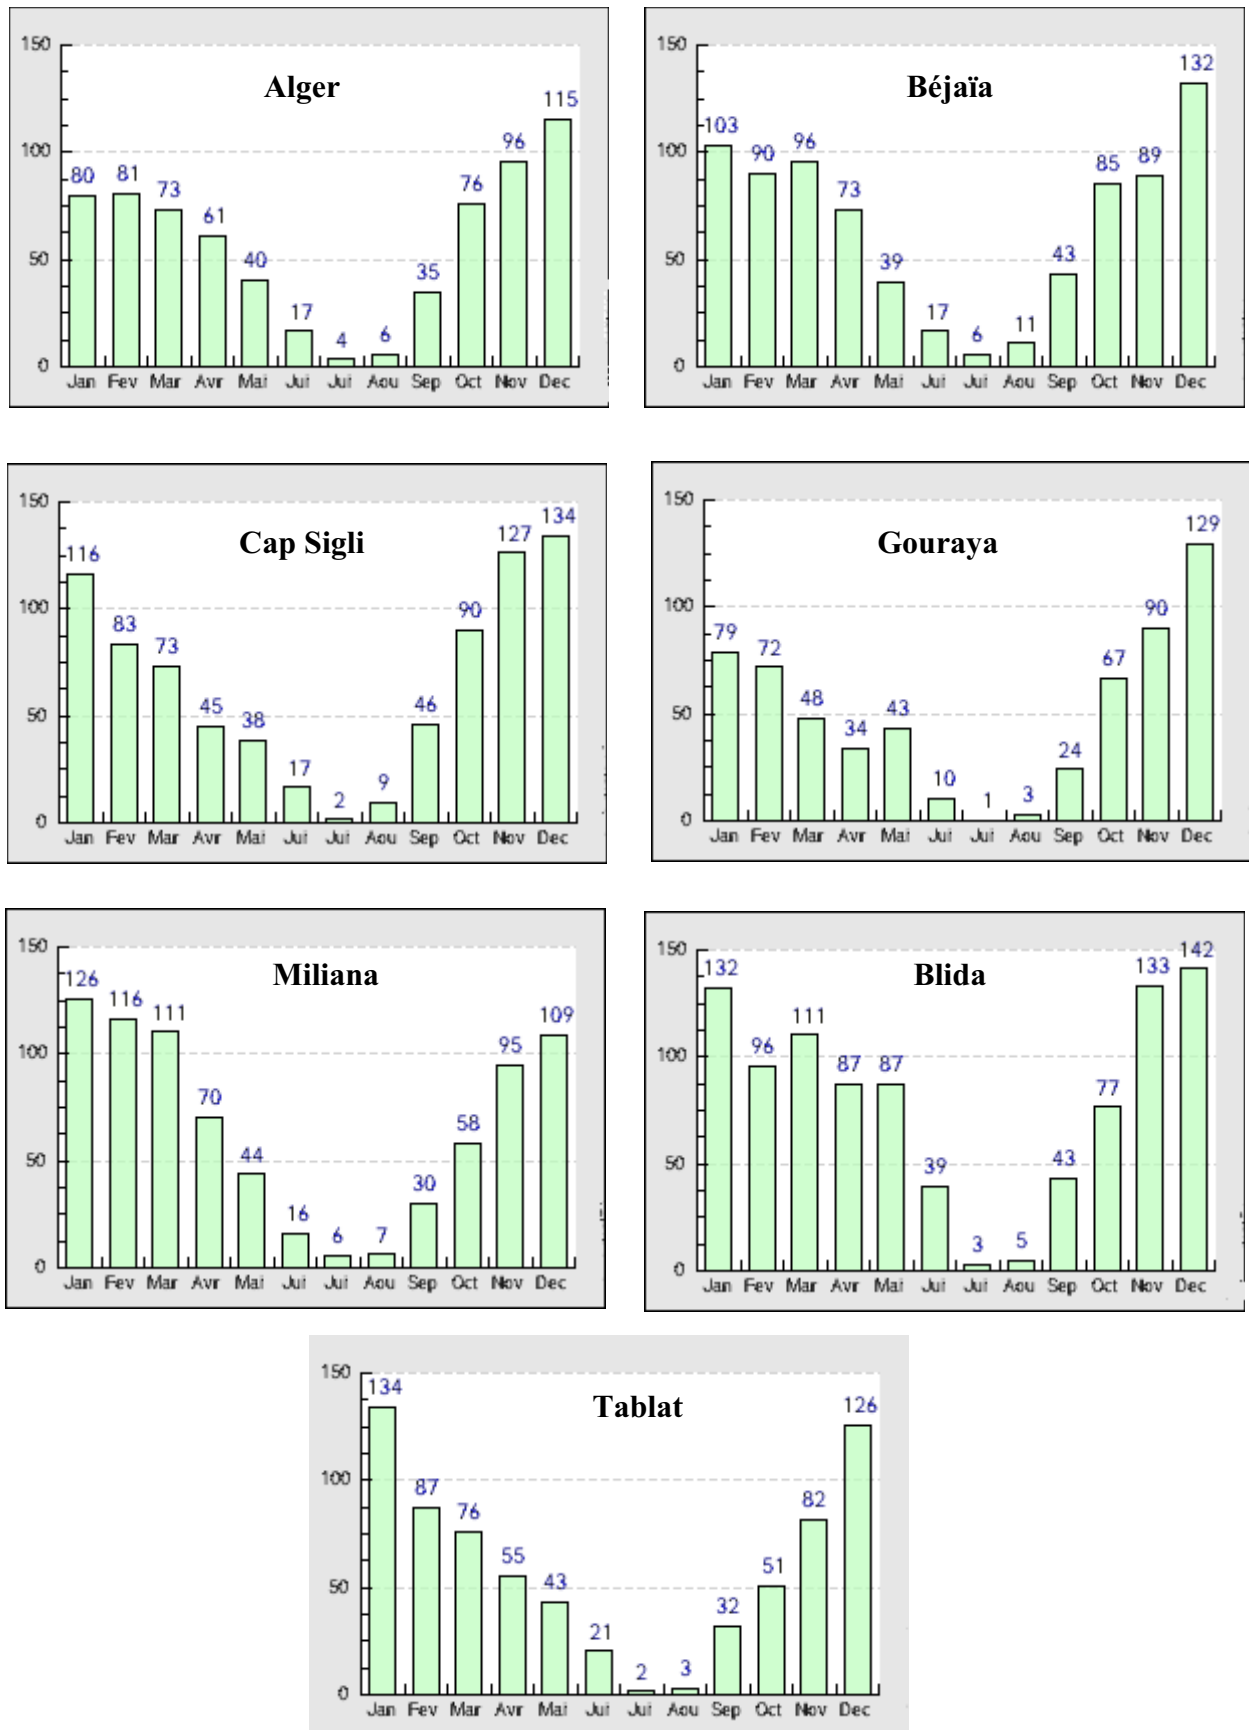 Alger
150
100
50
0
80 81 73 61 40 17 4 6 35 76 96 115
Jan Fev Mar Avr Mai Jui Jui Aou Sep Oct Nov Dec
Béjaïa
150
100
50
0
103 90 96 73 39 17 6 11 43 85 89 132
Jan Fev Mar Avr Mai Jui Jui Aou Sep Oct Nov Dec
Cap Sigli
150
100
50
0
116 83 73 45 38 17 2 9 46 90 127 134
Jan Fev Mar Avr Mai Jui Jui Aou Sep Oct Nov Dec
Gouraya
150
100
50
0
79 72 48 34 43 10 1 3 24 67 90 129
Jan Fev Mar Avr Mai Jui Jui Aou Sep Oct Nov Dec
Miliana
150
100
50
0
126 116 111 70 44 16 6 7 30 58 95 109
Jan Fev Mar Avr Mai Jui Jui Aou Sep Oct Nov Dec
Blida
150
100
50
0
132 96 111 87 87 39 3 5 43 77 133 142
Jan Fev Mar Avr Mai Jui Jui Aou Sep Oct Nov Dec
Tablat
150
100
50
0
134 87 76 55 43 21 2 3 32 51 82 126
Jan Fev Mar Avr Mai Jui Jui Aou Sep Oct Nov Dec